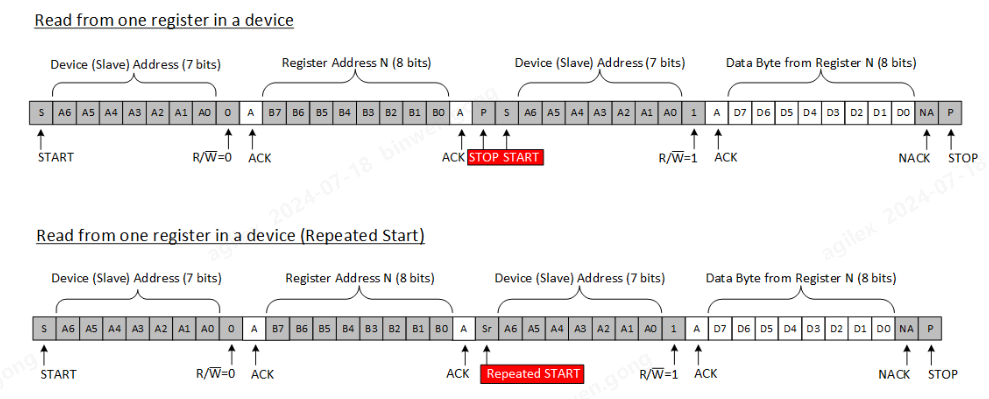 Read from one register in a device
Device (Slave) Address (7 bits) Register Address N (8 bits) Device (Slave) Address (7 bits) Data Byte from Register N (8 bits)
S A6 A5 A4 A3 A2 A1 A0 0 A B7 B6 B5 B4 B3 B2 B1 B0 A P S A6 A5 A4 A3 A2 A1 A0 1 A D7 D6 D5 D4 D3 D2 D1 D0 NA P
START R/W̅=0 ACK ACK STOP START R/W̅=1 ACK NACK STOP
agilex 2024-07-18 binwen.gong
agilex 2024-07-18
Read from one register in a device (Repeated Start)
Device (Slave) Address (7 bits) Register Address N (8 bits) Device (Slave) Address (7 bits) Data Byte from Register N (8 bits)
S A6 A5 A4 A3 A2 A1 A0 0 A B7 B6 B5 B4 B3 B2 B1 B0 A Sr A6 A5 A4 A3 A2 A1 A0 1 A D7 D6 D5 D4 D3 D2 D1 D0 NA P
START R/W̅=0 ACK ACK Repeated START R/W̅=1 ACK NACK STOP